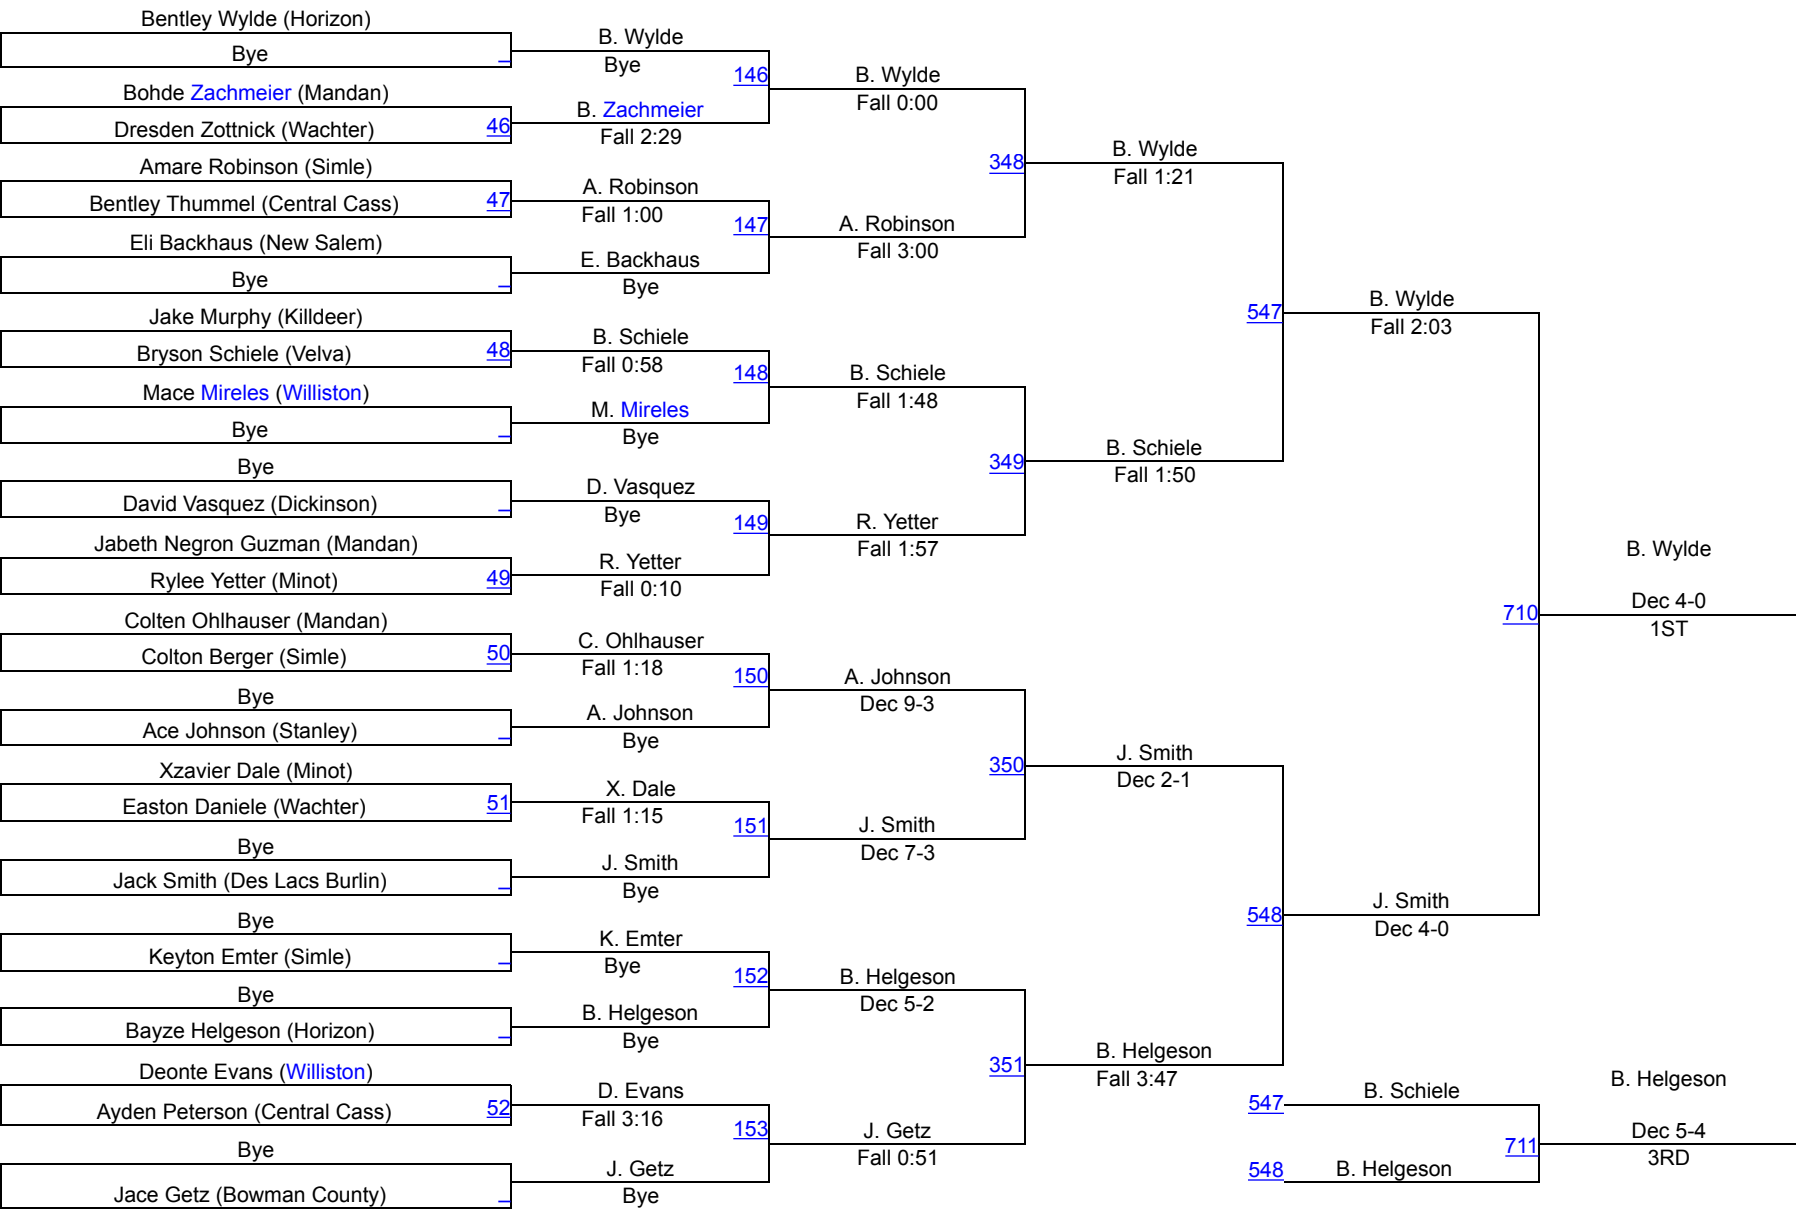 Bentley Wylde (Horizon)
Bye
Bohde Zachmeier (Mandan)
Dresden Zottnick (Wachter) 46
Amare Robinson (Simle)
Bentley Thummel (Central Cass) 47
Eli Backhaus (New Salem)
Bye
Jake Murphy (Killdeer)
Bryson Schiele (Velva) 48
Mace Mireles (Williston)
Bye
Bye
David Vasquez (Dickinson)
Jabeth Negron Guzman (Mandan)
Rylee Yetter (Minot) 49
Colten Ohlhauser (Mandan)
Colton Berger (Simle) 50
Bye
Ace Johnson (Stanley)
Xzavier Dale (Minot)
Easton Daniele (Wachter) 51
Bye
Jack Smith (Des Lacs Burlin)
Bye
Keyton Emter (Simle)
Bye
Bayze Helgeson (Horizon)
Deonte Evans (Williston)
Ayden Peterson (Central Cass) 52
Bye
Jace Getz (Bowman County)
B. Wylde
Bye
146
B. Zachmeier
Fall 2:29
A. Robinson
Fall 1:00
147
E. Backhaus
Bye
B. Schiele
Fall 0:58
148
M. Mireles
Bye
D. Vasquez
Bye
149
R. Yetter
Fall 0:10
C. Ohlhauser
Fall 1:18
150
A. Johnson
Bye
X. Dale
Fall 1:15
151
J. Smith
Bye
K. Emter
Bye
152
B. Helgeson
Bye
D. Evans
Fall 3:16
153
J. Getz
Bye
B. Wylde
Fall 0:00
348
A. Robinson
Fall 3:00
B. Schiele
Fall 1:48
349
R. Yetter
Fall 1:57
A. Johnson
Dec 9-3
350
J. Smith
Dec 7-3
B. Helgeson
Dec 5-2
351
J. Getz
Fall 0:51
B. Wylde
Fall 1:21
547
B. Schiele
Fall 1:50
J. Smith
Dec 2-1
548
B. Helgeson
Fall 3:47
B. Wylde
Fall 2:03
710
J. Smith
Dec 4-0
B. Wylde
Dec 4-0
1ST
547 B. Schiele
711
548 B. Helgeson
B. Helgeson
Dec 5-4
3RD